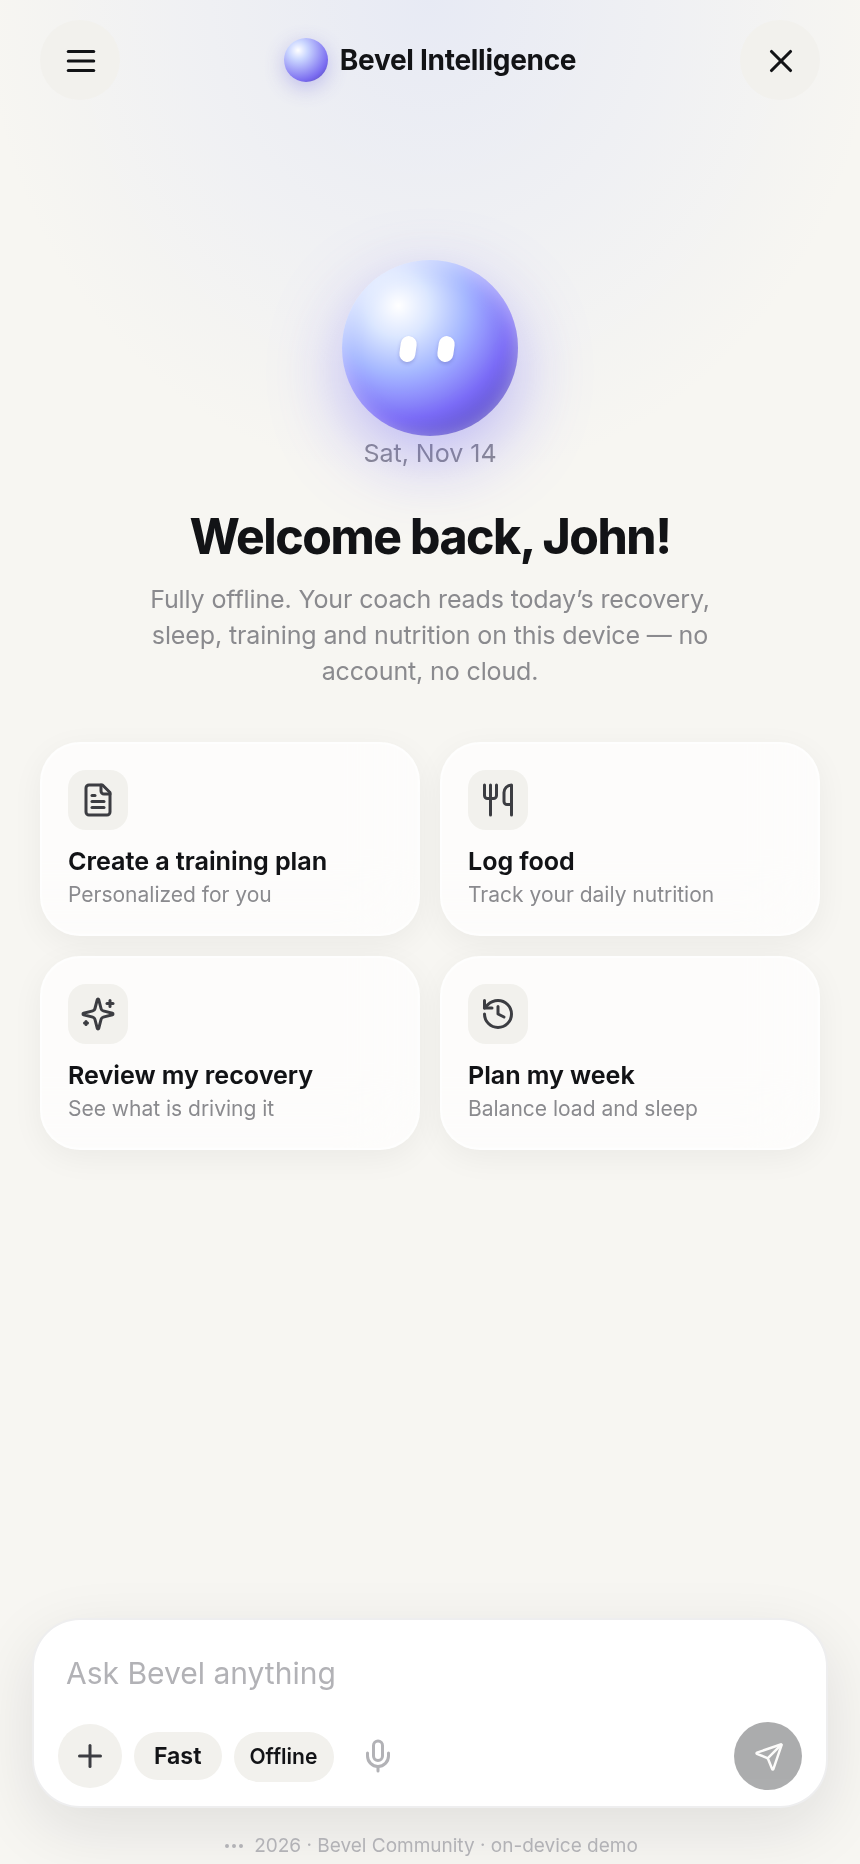 Bevel Intelligence
Sat, Nov 14
Welcome back, John!
Fully offline. Your coach reads today’s recovery,
sleep, training and nutrition on this device — no
account, no cloud.
Create a training plan
Personalized for you
Log food
Track your daily nutrition
Review my recovery
See what is driving it
Plan my week
Balance load and sleep
Ask Bevel anything
Fast
Offline
••• 2026 · Bevel Community · on-device demo